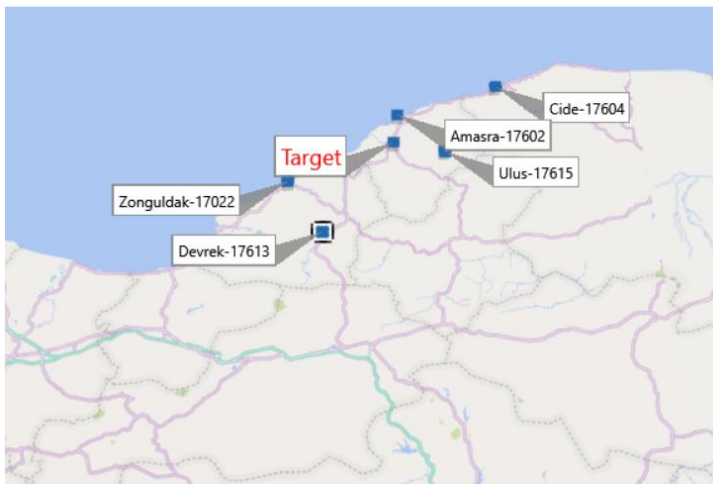 Cide-17604
Amasra-17602
Target
Ulus-17615
Zonguldak-17022
Devrek-17613